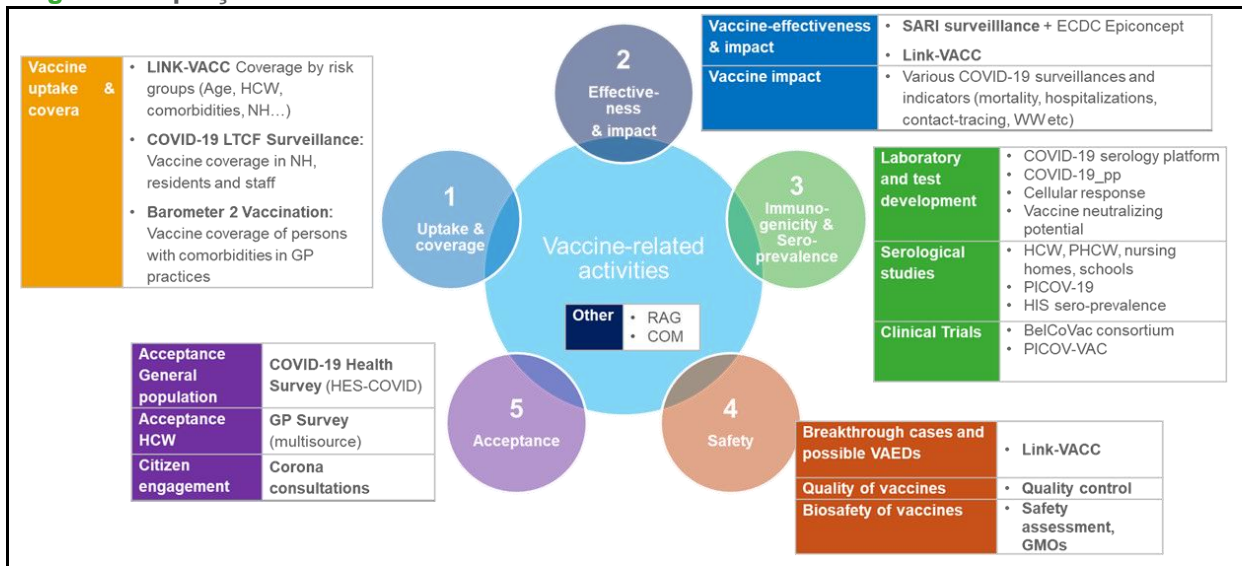 Vaccine
uptake &
covera
• LINK-VACC Coverage by risk
groups (Age, HCW,
comorbidities, NH...)
• COVID-19 LTCF Surveillance:
Vaccine coverage in NH,
residents and staff
• Barometer 2 Vaccination:
Vaccine coverage of persons
with comorbidities in GP
practices
1
Uptake &
coverage
2
Effective-
ness
& impact
Vaccine-effectiveness
& impact
• SARI surveilllance + ECDC Epiconcept
• Link-VACC
Vaccine impact
• Various COVID-19 surveillances and
indicators (mortality, hospitalizations,
contact-tracing, WW etc)
3
Immuno-
genicity &
Sero-
prevalence
Laboratory
and test
development
• COVID-19 serology platform
• COVID-19_pp
• Cellular response
• Vaccine neutralizing
potential
Serological
studies
• HCW, PHCW, nursing
homes, schools
• PICOV-19
• HIS sero-prevalence
Clinical Trials
• BelCoVac consortium
• PICOV-VAC
Vaccine-related
activities
Other
• RAG
• COM
4
Safety
Breakthrough cases and
possible VAEDs
• Link-VACC
Quality of vaccines
• Quality control
Biosafety of vaccines
• Safety
assessment,
GMOs
5
Acceptance
Acceptance
General
population
COVID-19 Health
Survey (HES-COVID)
Acceptance
HCW
GP Survey
(multisource)
Citizen
engagement
Corona
consultations